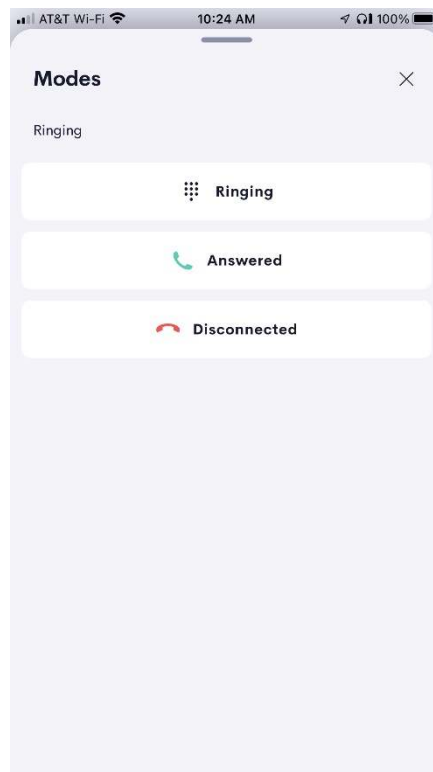 AT&T Wi-Fi 10:24 AM 100%
Modes
Ringing
Ringing
Answered
Disconnected